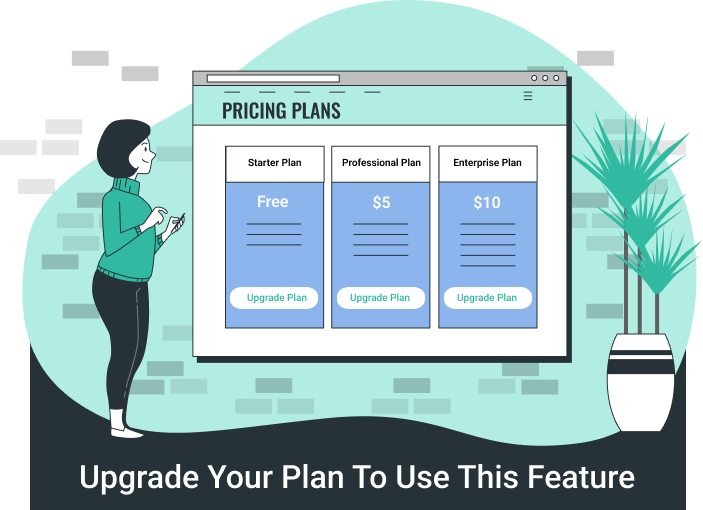 PRICING PLANS
Starter Plan
Free
Upgrade Plan
Professional Plan
$5
Upgrade Plan
Enterprise Plan
$10
Upgrade Plan
Upgrade Your Plan To Use This Feature